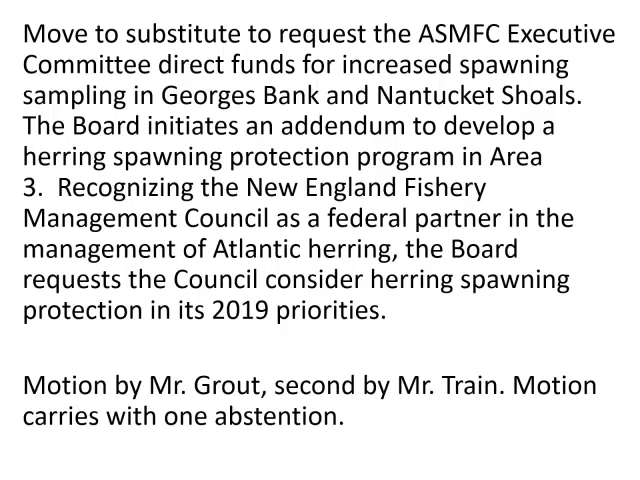 Move to substitute to request the ASMFC Executive
Committee direct funds for increased spawning
sampling in Georges Bank and Nantucket Shoals.
The Board initiates an addendum to develop a
herring spawning protection program in Area
3.  Recognizing the New England Fishery
Management Council as a federal partner in the
management of Atlantic herring, the Board
requests the Council consider herring spawning
protection in its 2019 priorities.
Motion by Mr. Grout, second by Mr. Train. Motion
carries with one abstention.